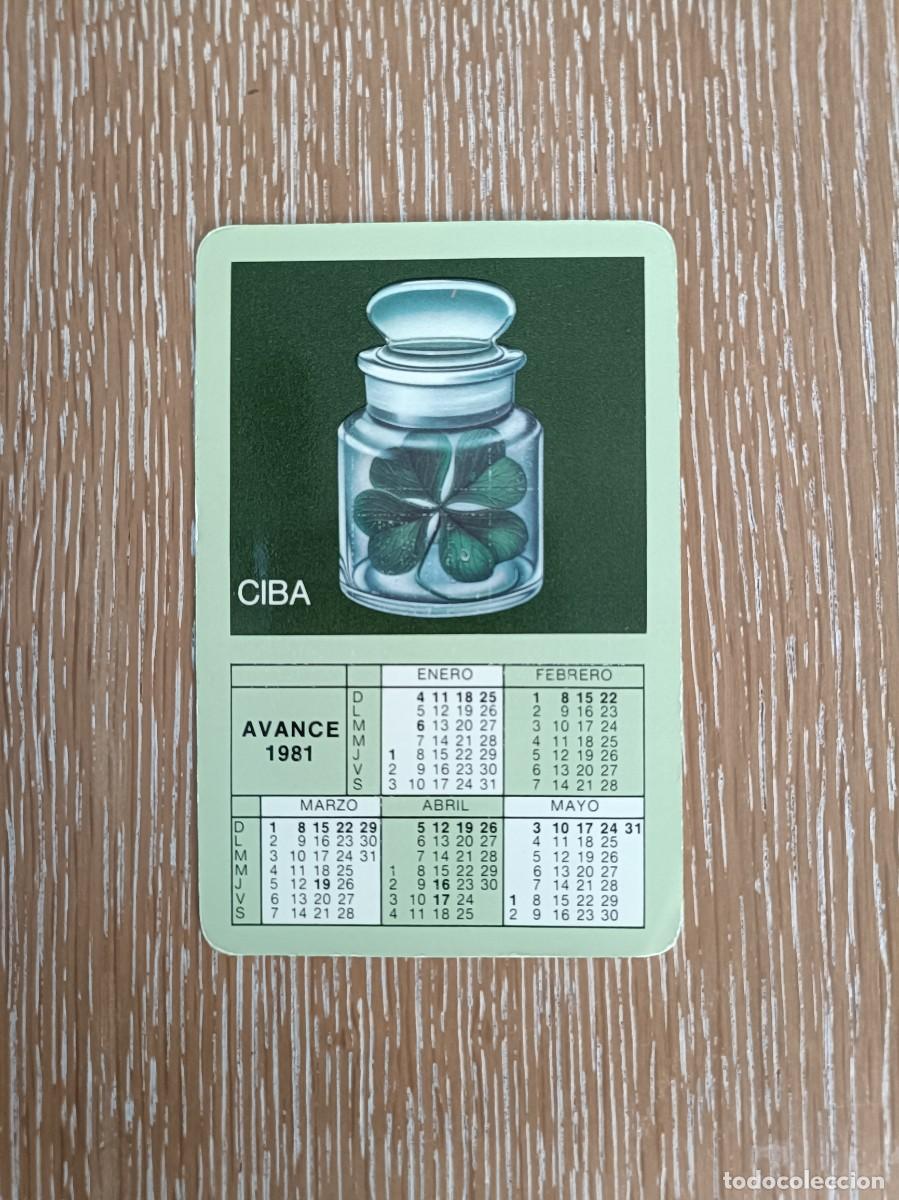 CIBA
ENERO FEBRERO
AVANCE
1981
D 4 11 18 25 1 8 15 22
L 5 12 19 26 2 9 16 23
M 6 13 20 27 3 10 17 24
M 7 14 21 28 4 11 18 25
J 1 8 15 22 29 5 12 19 26
V 2 9 16 23 30 6 13 20 27
S 3 10 17 24 31 7 14 21 28
MARZO ABRIL MAYO
D 1 8 15 22 29 5 12 19 26 3 10 17 24 31
L 2 9 16 23 30 6 13 20 27 4 11 18 25
M 3 10 17 24 31 7 14 21 28 5 12 19 26
M 4 11 18 25 1 8 15 22 29 6 13 20 27
J 5 12 19 26 2 9 16 23 30 7 14 21 28
V 6 13 20 27 3 10 17 24 1 8 15 22 29
S 7 14 21 28 4 11 18 25 2 9 16 23 30
todocoleccion